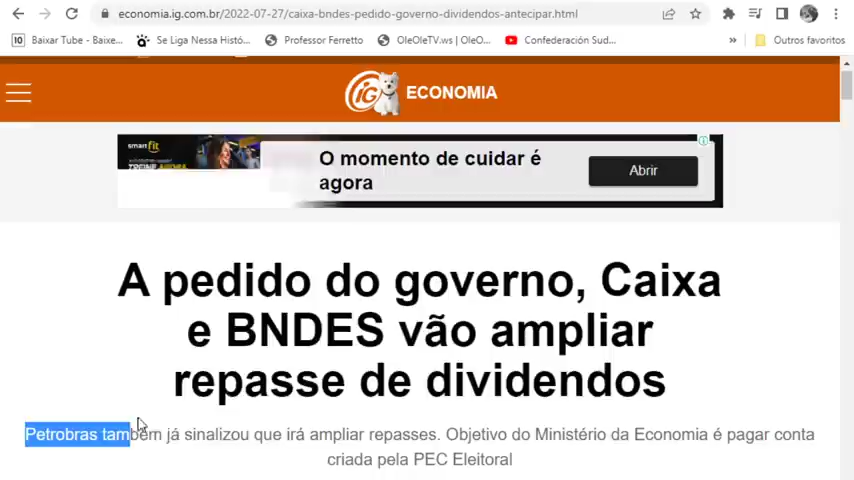 economia.ig.com.br/2022-07-27/caixa-bndes-pedido-governo-dividendos-antecipar.html
Baixar Tube - Baixe... Se Liga Nessa Histó... Professor Ferretto OleOleTV.ws | OleO... Confederación Sud... » Outros favoritos
iG ECONOMIA
smart fit
O momento de cuidar é
agora
Abrir
A pedido do governo, Caixa
e BNDES vão ampliar
repasse de dividendos
Petrobras também já sinalizou que irá ampliar repasses. Objetivo do Ministério da Economia é pagar conta
criada pela PEC Eleitoral